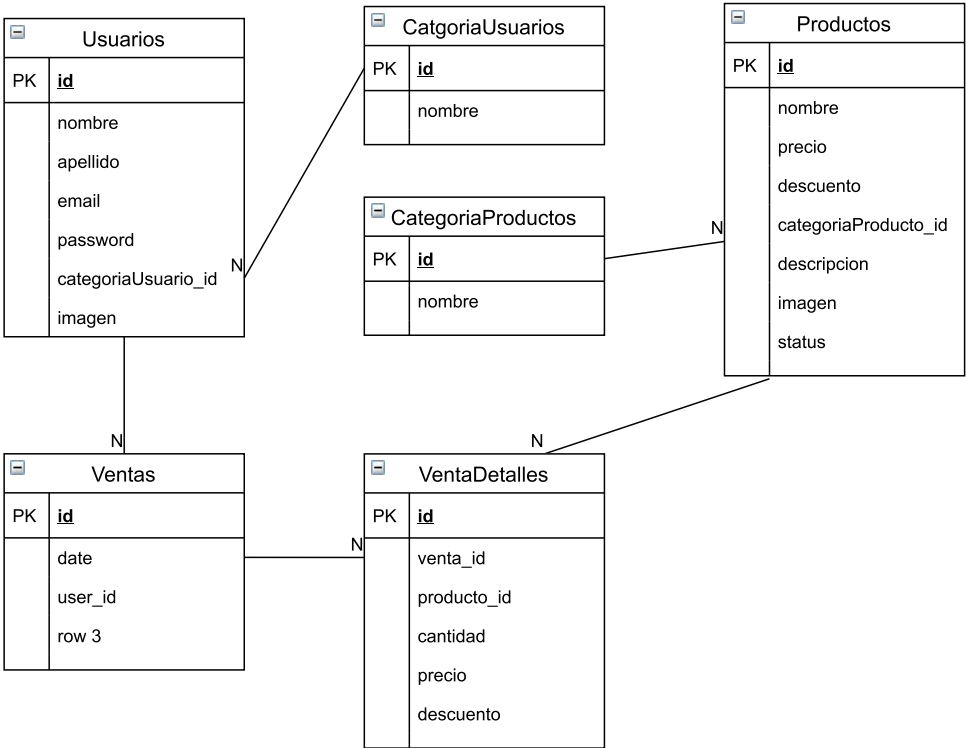 Usuarios
PK id
nombre
apellido
email
password
categoriaUsuario_id
imagen
N
CatgoriaUsuarios
PK id
nombre
CategoriaProductos
PK id
nombre
Productos
PK id
nombre
precio
descuento
categoriaProducto_id
descripcion
imagen
status
N
N
Ventas
PK id
date
user_id
row 3
N
N
VentaDetalles
PK id
venta_id
producto_id
cantidad
precio
descuento